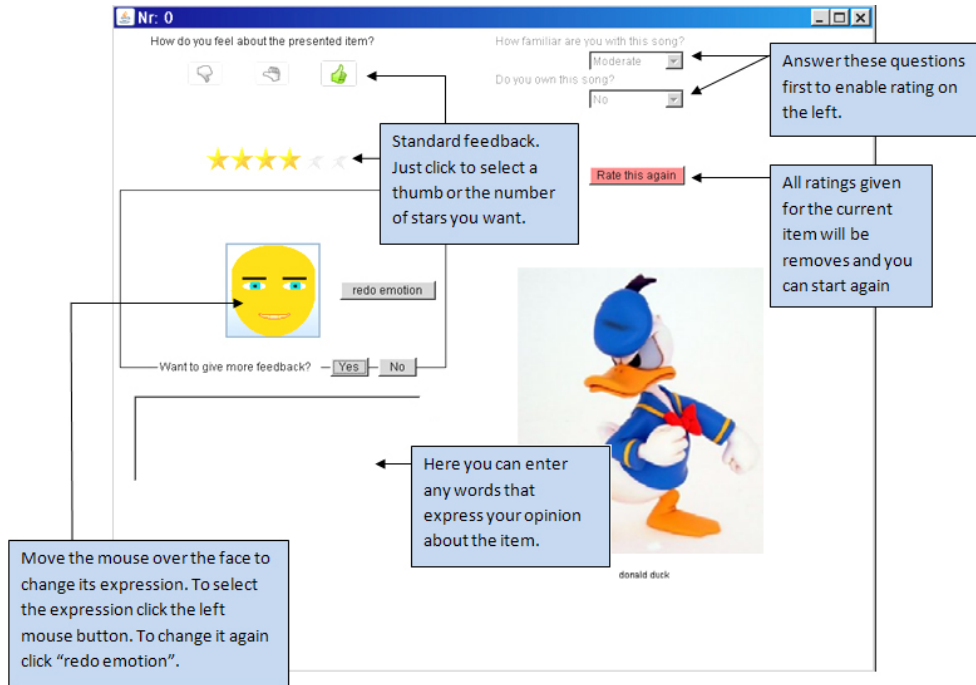 Nr: 0
How do you feel about the presented item?
How familiar are you with this song?
Moderate
Do you own this song?
No
Answer these questions
first to enable rating on
the left.
Standard feedback.
Just click to select a
thumb or the number
of stars you want.
Rate this again
All ratings given
for the current
item will be
removes and you
can start again
redo emotion
Want to give more feedback?
Yes
No
Here you can enter
any words that
express your opinion
about the item.
donald duck
Move the mouse over the face to
change its expression. To select
the expression click the left
mouse button. To change it again
click “redo emotion”.